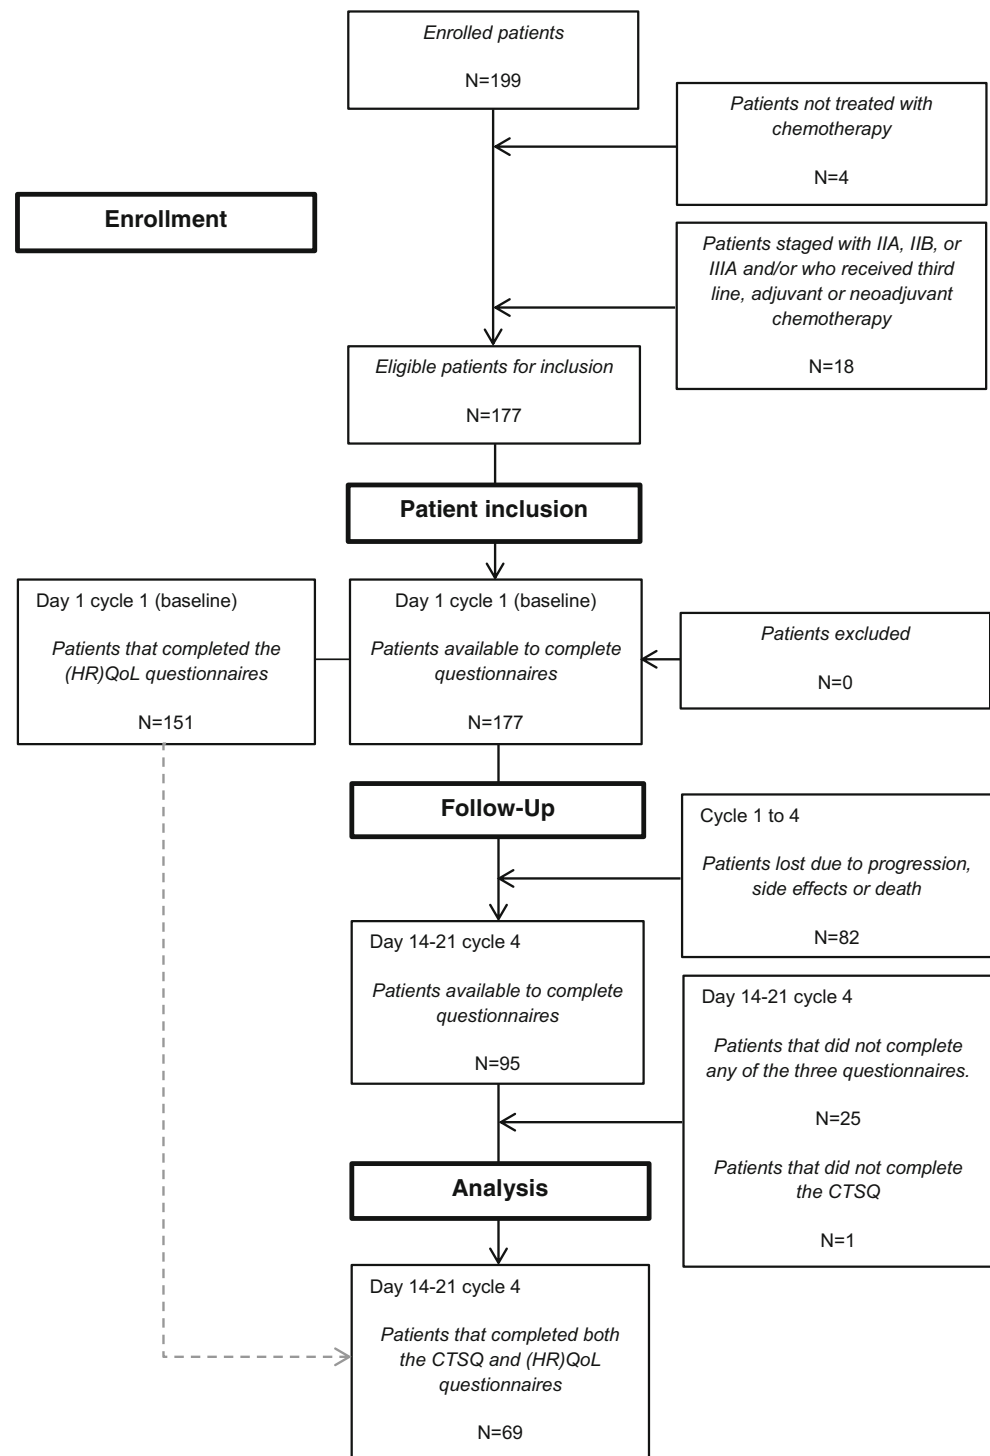 Enrolled patients
N=199
Patients not treated with
chemotherapy
N=4
Enrollment
Patients staged with IIA, IIB, or
IIIA and/or who received third
line, adjuvant or neoadjuvant
chemotherapy
N=18
Eligible patients for inclusion
N=177
Patient inclusion
Day 1 cycle 1 (baseline)
Patients that completed the
(HR)QoL questionnaires
N=151
Day 1 cycle 1 (baseline)
Patients available to complete
questionnaires
N=177
Patients excluded
N=0
Follow-Up
Cycle 1 to 4
Patients lost due to progression,
side effects or death
N=82
Day 14-21 cycle 4
Patients available to complete
questionnaires
N=95
Day 14-21 cycle 4
Patients that did not complete
any of the three questionnaires.
N=25
Patients that did not complete
the CTSQ
N=1
Analysis
Day 14-21 cycle 4
Patients that completed both
the CTSQ and (HR)QoL
questionnaires
N=69